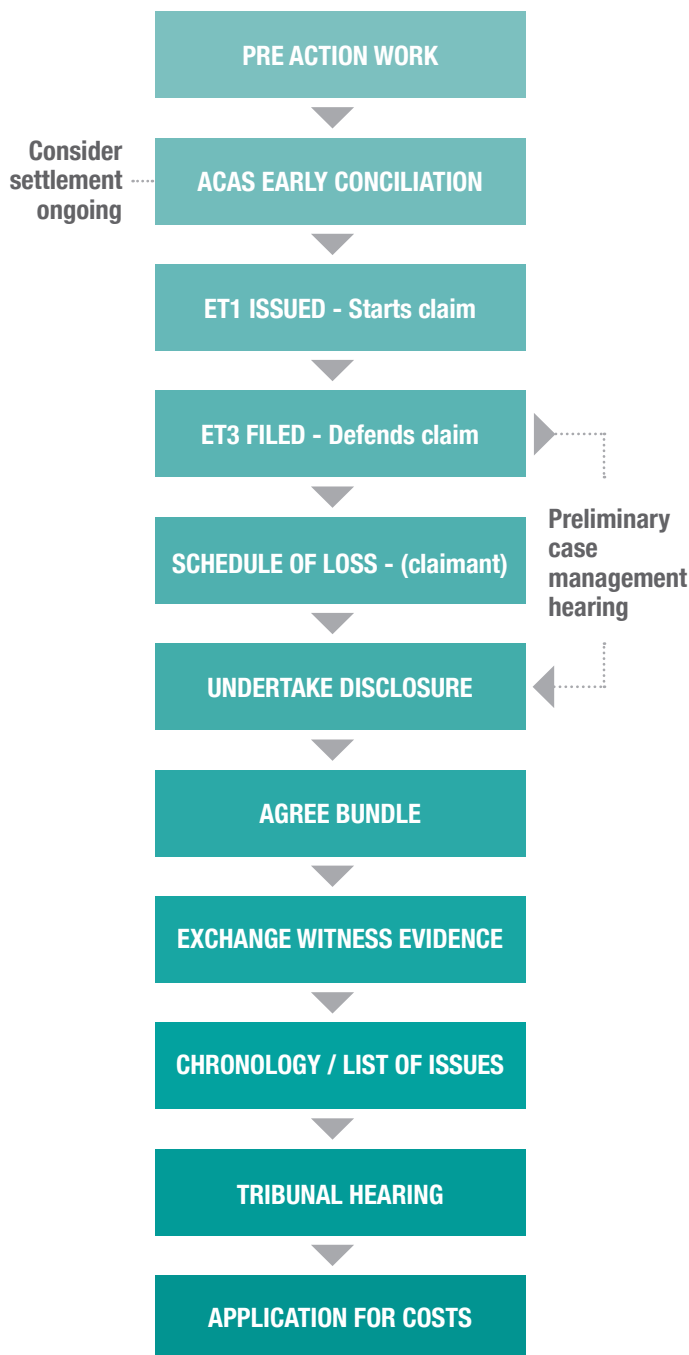 PRE ACTION WORK
Consider
settlement
ongoing
ACAS EARLY CONCILIATION
ET1 ISSUED - Starts claim
ET3 FILED - Defends claim
Preliminary
case
management
hearing
SCHEDULE OF LOSS - (claimant)
UNDERTAKE DISCLOSURE
AGREE BUNDLE
EXCHANGE WITNESS EVIDENCE
CHRONOLOGY / LIST OF ISSUES
TRIBUNAL HEARING
APPLICATION FOR COSTS